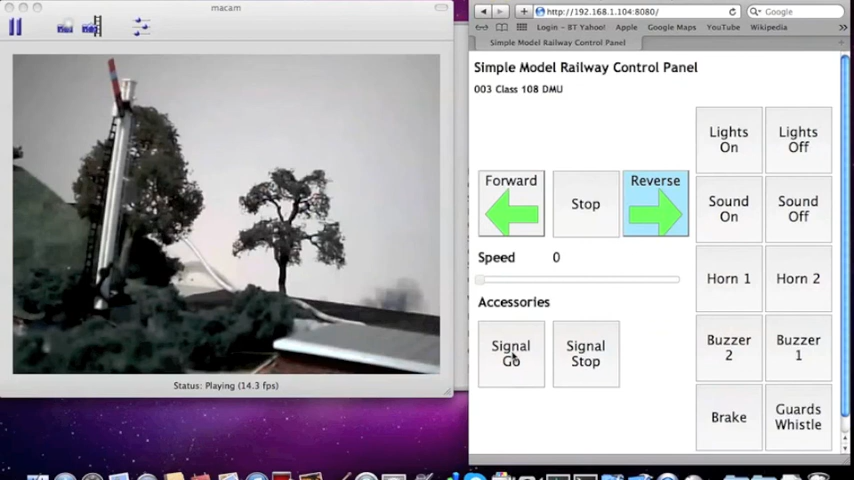 macam
Status: Playing (14.3 fps)
http://192.168.1.104:8080/
Google
Login – BT Yahoo!
Apple
Google Maps
YouTube
Wikipedia
Simple Model Railway Control Panel
Simple Model Railway Control Panel
003 Class 108 DMU
Forward
Stop
Reverse
Speed
0
Accessories
Signal
Go
Signal
Stop
Lights
On
Lights
Off
Sound
On
Sound
Off
Horn 1
Horn 2
Buzzer
2
Buzzer
1
Brake
Guards
Whistle